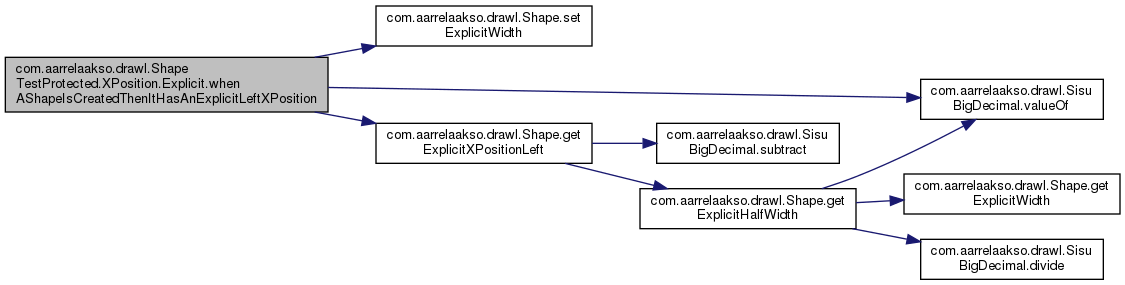 com.aarrelaakso.drawl.Shape.set
ExplicitWidth
com.aarrelaakso.drawl.Shape
TestProtected.XPosition.Explicit.when
AShapeIsCreatedThenItHasAnExplicitLeftXPosition
com.aarrelaakso.drawl.Sisu
BigDecimal.valueOf
com.aarrelaakso.drawl.Shape.get
ExplicitXPositionLeft
com.aarrelaakso.drawl.Sisu
BigDecimal.subtract
com.aarrelaakso.drawl.Shape.get
ExplicitHalfWidth
com.aarrelaakso.drawl.Shape.get
ExplicitWidth
com.aarrelaakso.drawl.Sisu
BigDecimal.divide